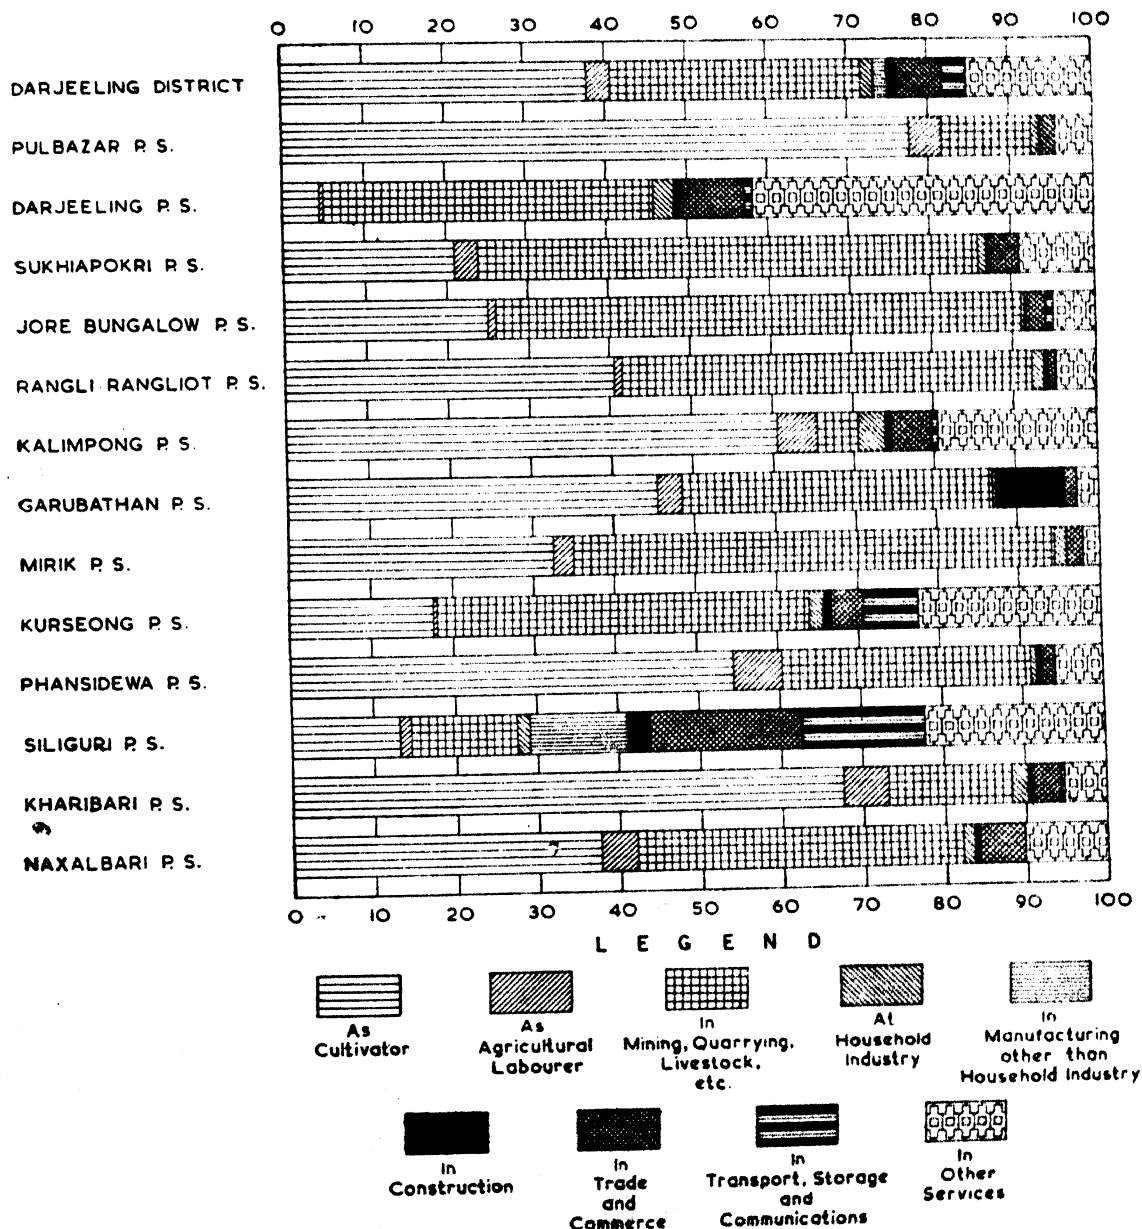 0 10 20 30 40 50 60 70 80 90 100
DARJEELING DISTRICT
PULBAZAR P. S.
DARJEELING P. S.
SUKHIAPOKRI P. S.
JORE BUNGALOW P. S.
RANGLI RANGLIOT P. S.
KALIMPONG P. S.
GARUBATHAN P. S.
MIRIK P. S.
KURSEONG P. S.
PHANSIDEWA P. S.
SILIGURI P. S.
KHARIBARI P. S.
NAXALBARI P. S.
0 10 20 30 40 50 60 70 80 90 100
LEGEND
As
Cultivator
As
Agricultural
Labourer
In
Mining, Quarrying,
Livestock,
etc.
At
Household
Industry
In
Manufacturing
other than
Household Industry
In
Construction
In
Trade
and
Commerce
In
Transport, Storage
and
Communications
In
Other
Services